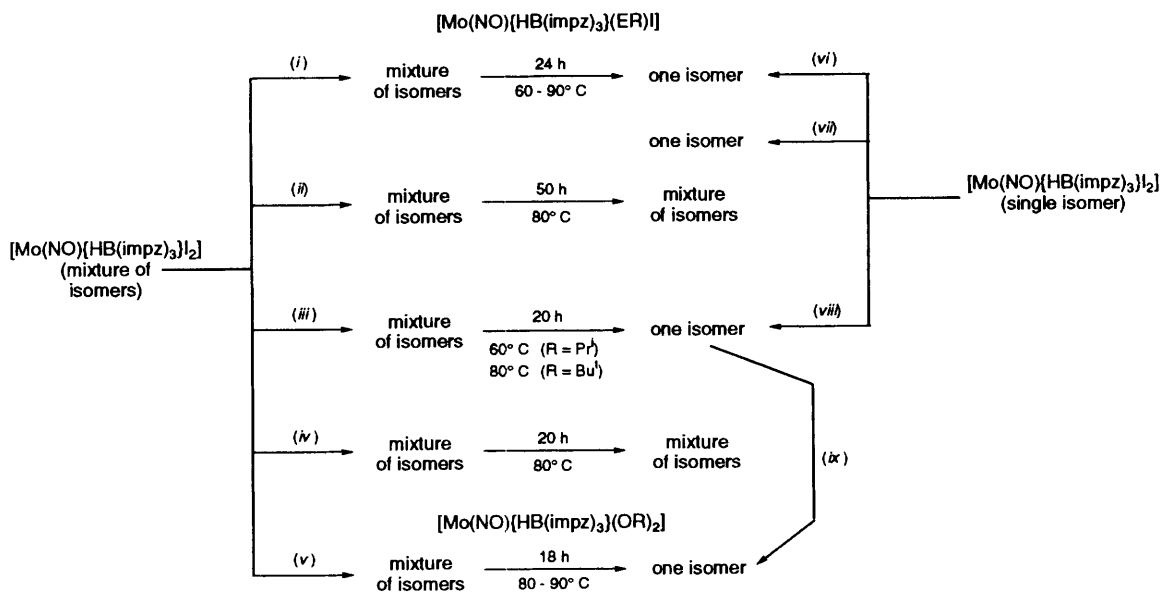 [Mo(NO){HB(impz)₃}(ER)I]
(i)
mixture
of isomers
24 h
60 - 90° C
one isomer
(vi)
one isomer
(vii)
(ii)
mixture
of isomers
50 h
80° C
mixture
of isomers
[Mo(NO){HB(impz)₃}I₂]
(single isomer)
[Mo(NO){HB(impz)₃}I₂]
(mixture of
isomers)
(iii)
mixture
of isomers
20 h
60° C (R = Prⁱ)
80° C (R = Buᵗ)
one isomer
(viii)
(iv)
mixture
of isomers
20 h
80° C
mixture
of isomers
(ix)
[Mo(NO){HB(impz)₃}(OR)₂]
(v)
mixture
of isomers
18 h
80 - 90° C
one isomer